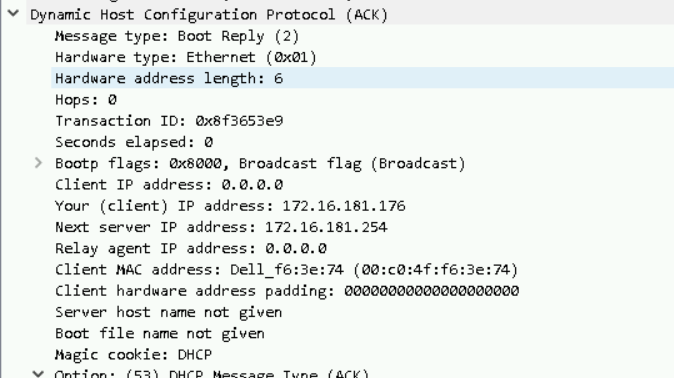 Dynamic Host Configuration Protocol (ACK)
Message type: Boot Reply (2)
Hardware type: Ethernet (0x01)
Hardware address length: 6
Hops: 0
Transaction ID: 0x8f3653e9
Seconds elapsed: 0
Bootp flags: 0x8000, Broadcast flag (Broadcast)
Client IP address: 0.0.0.0
Your (client) IP address: 172.16.181.176
Next server IP address: 172.16.181.254
Relay agent IP address: 0.0.0.0
Client MAC address: Dell_f6:3e:74 (00:c0:4f:f6:3e:74)
Client hardware address padding: 00000000000000000000
Server host name not given
Boot file name not given
Magic cookie: DHCP
Option: (53) DHCP Message Type (ACK)